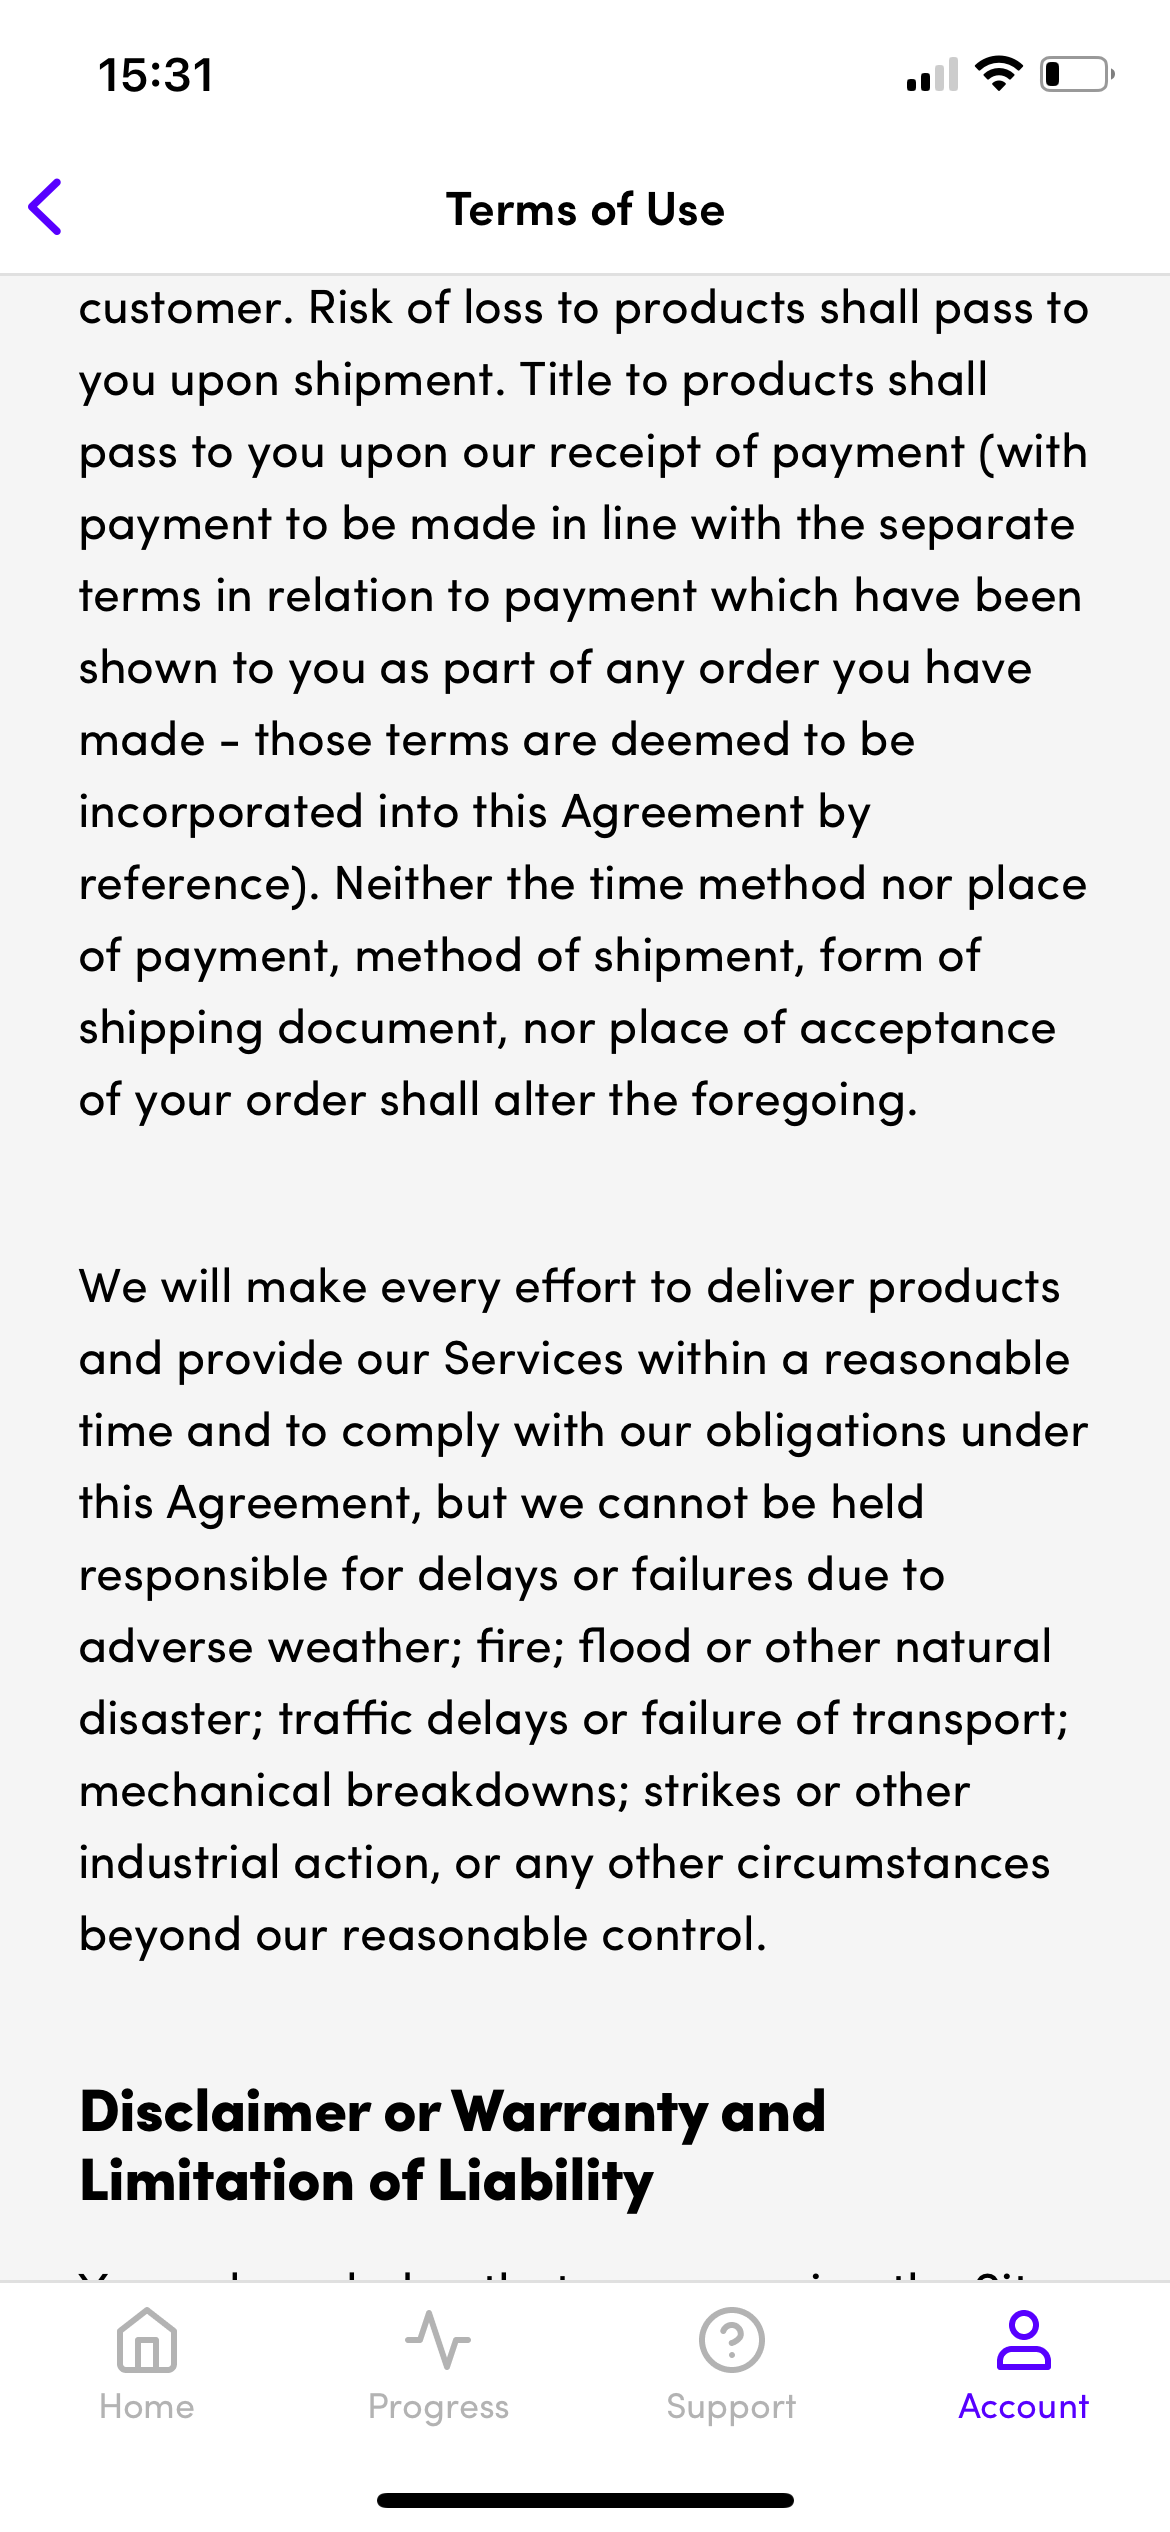 15:31
Terms of Use
customer. Risk of loss to products shall pass to
you upon shipment. Title to products shall
pass to you upon our receipt of payment (with
payment to be made in line with the separate
terms in relation to payment which have been
shown to you as part of any order you have
made - those terms are deemed to be
incorporated into this Agreement by
reference). Neither the time method nor place
of payment, method of shipment, form of
shipping document, nor place of acceptance
of your order shall alter the foregoing.
We will make every effort to deliver products
and provide our Services within a reasonable
time and to comply with our obligations under
this Agreement, but we cannot be held
responsible for delays or failures due to
adverse weather; fire; flood or other natural
disaster; traffic delays or failure of transport;
mechanical breakdowns; strikes or other
industrial action, or any other circumstances
beyond our reasonable control.
Disclaimer or Warranty and
Limitation of Liability
Home
Progress
Support
Account